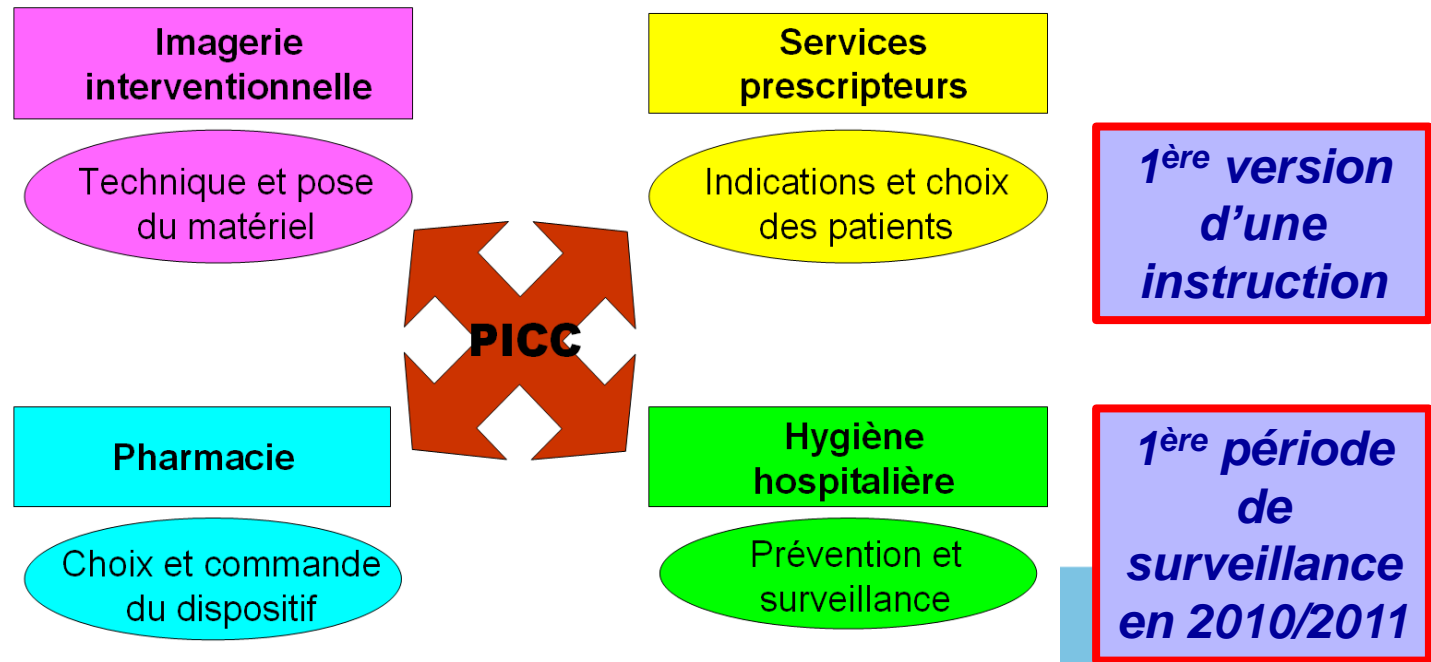 Imagerie
interventionnelle
Technique et pose
du matériel
Services
prescripteurs
Indications et choix
des patients
1ère version
d’une
instruction
PICC
Pharmacie
Choix et commande
du dispositif
Hygiène
hospitalière
Prévention et
surveillance
1ère période
de
surveillance
en 2010/2011